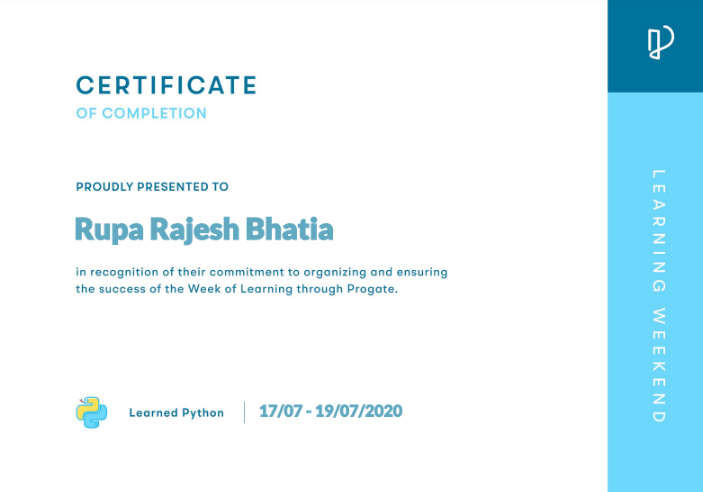 CERTIFICATE
OF COMPLETION
PROUDLY PRESENTED TO
Rupa Rajesh Bhatia
in recognition of their commitment to organizing and ensuring
the success of the Week of Learning through Progate.
Learned Python
17/07 - 19/07/2020
LEARNING WEEKEND